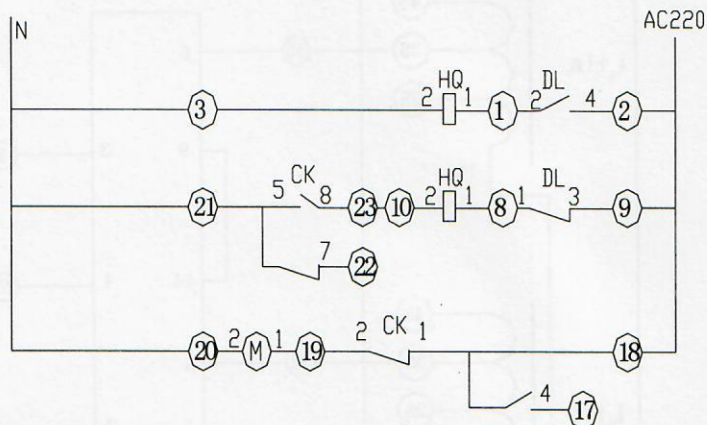 N AC220
HQ DL
3 2 1 1 2 4 2
CK HQ DL
21 5 8 23 10 2 1 8 1 3 9
7 22
CK
20 2 M 1 19 2 1 18
4 17